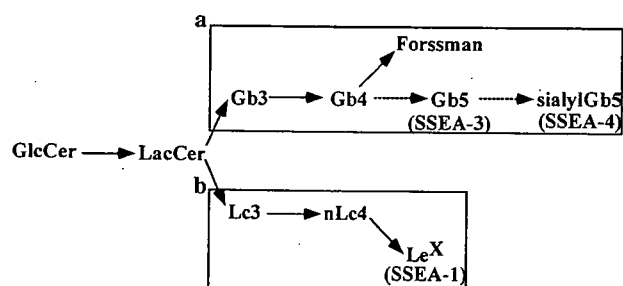 a
Forssman
Gb3 Gb4 Gb5 sialylGb5
(SSEA-3) (SSEA-4)
GlcCer LacCer
b
Lc3 nLc4
LeX
(SSEA-1)